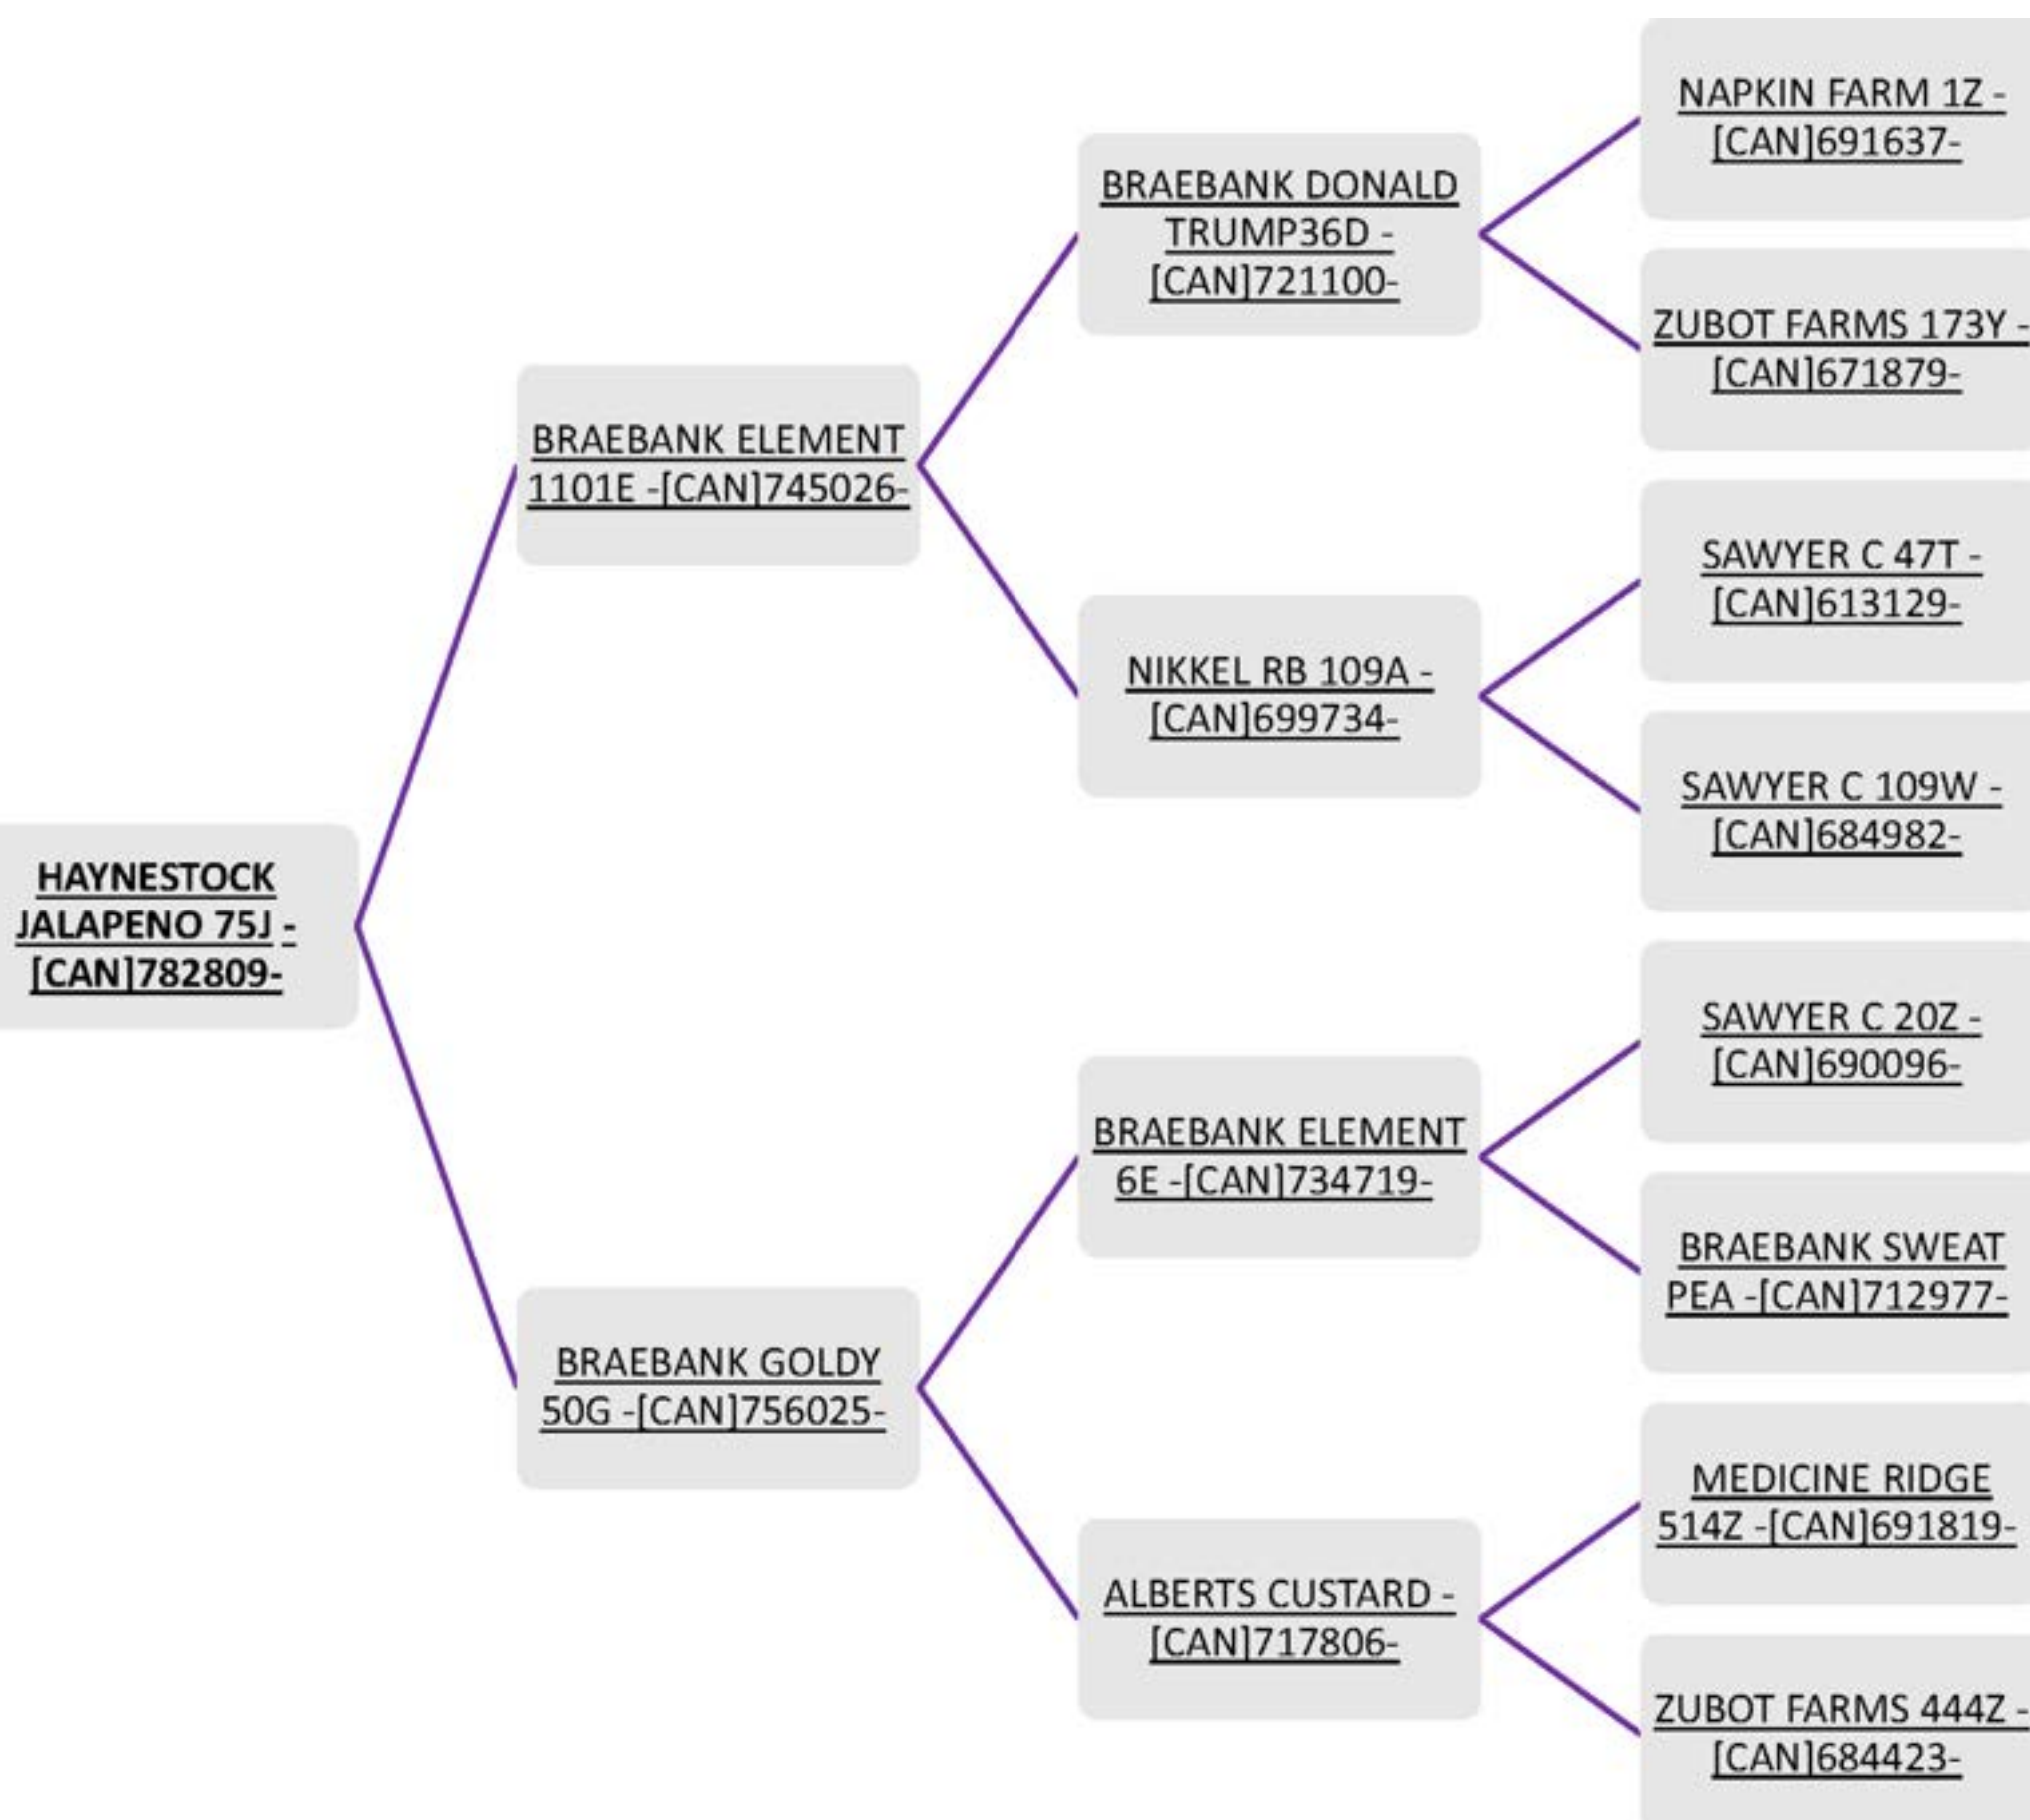 HAYNESTOCK
JALAPENO 75J -
[CAN]782809-
BRAEBANK ELEMENT
1101E -[CAN]745026-
BRAEBANK GOLDY
50G -[CAN]756025-
BRAEBANK DONALD
TRUMP36D -
[CAN]721100-
NIKKEL RB 109A -
[CAN]699734-
BRAEBANK ELEMENT
6E -[CAN]734719-
ALBERTS CUSTARD -
[CAN]717806-
NAPKIN FARM 1Z -
[CAN]691637-
ZUBOT FARMS 173Y -
[CAN]671879-
SAWYER C 47T -
[CAN]613129-
SAWYER C 109W -
[CAN]684982-
SAWYER C 20Z -
[CAN]690096-
BRAEBANK SWEAT
PEA -[CAN]712977-
MEDICINE RIDGE
514Z -[CAN]691819-
ZUBOT FARMS 444Z -
[CAN]684423-